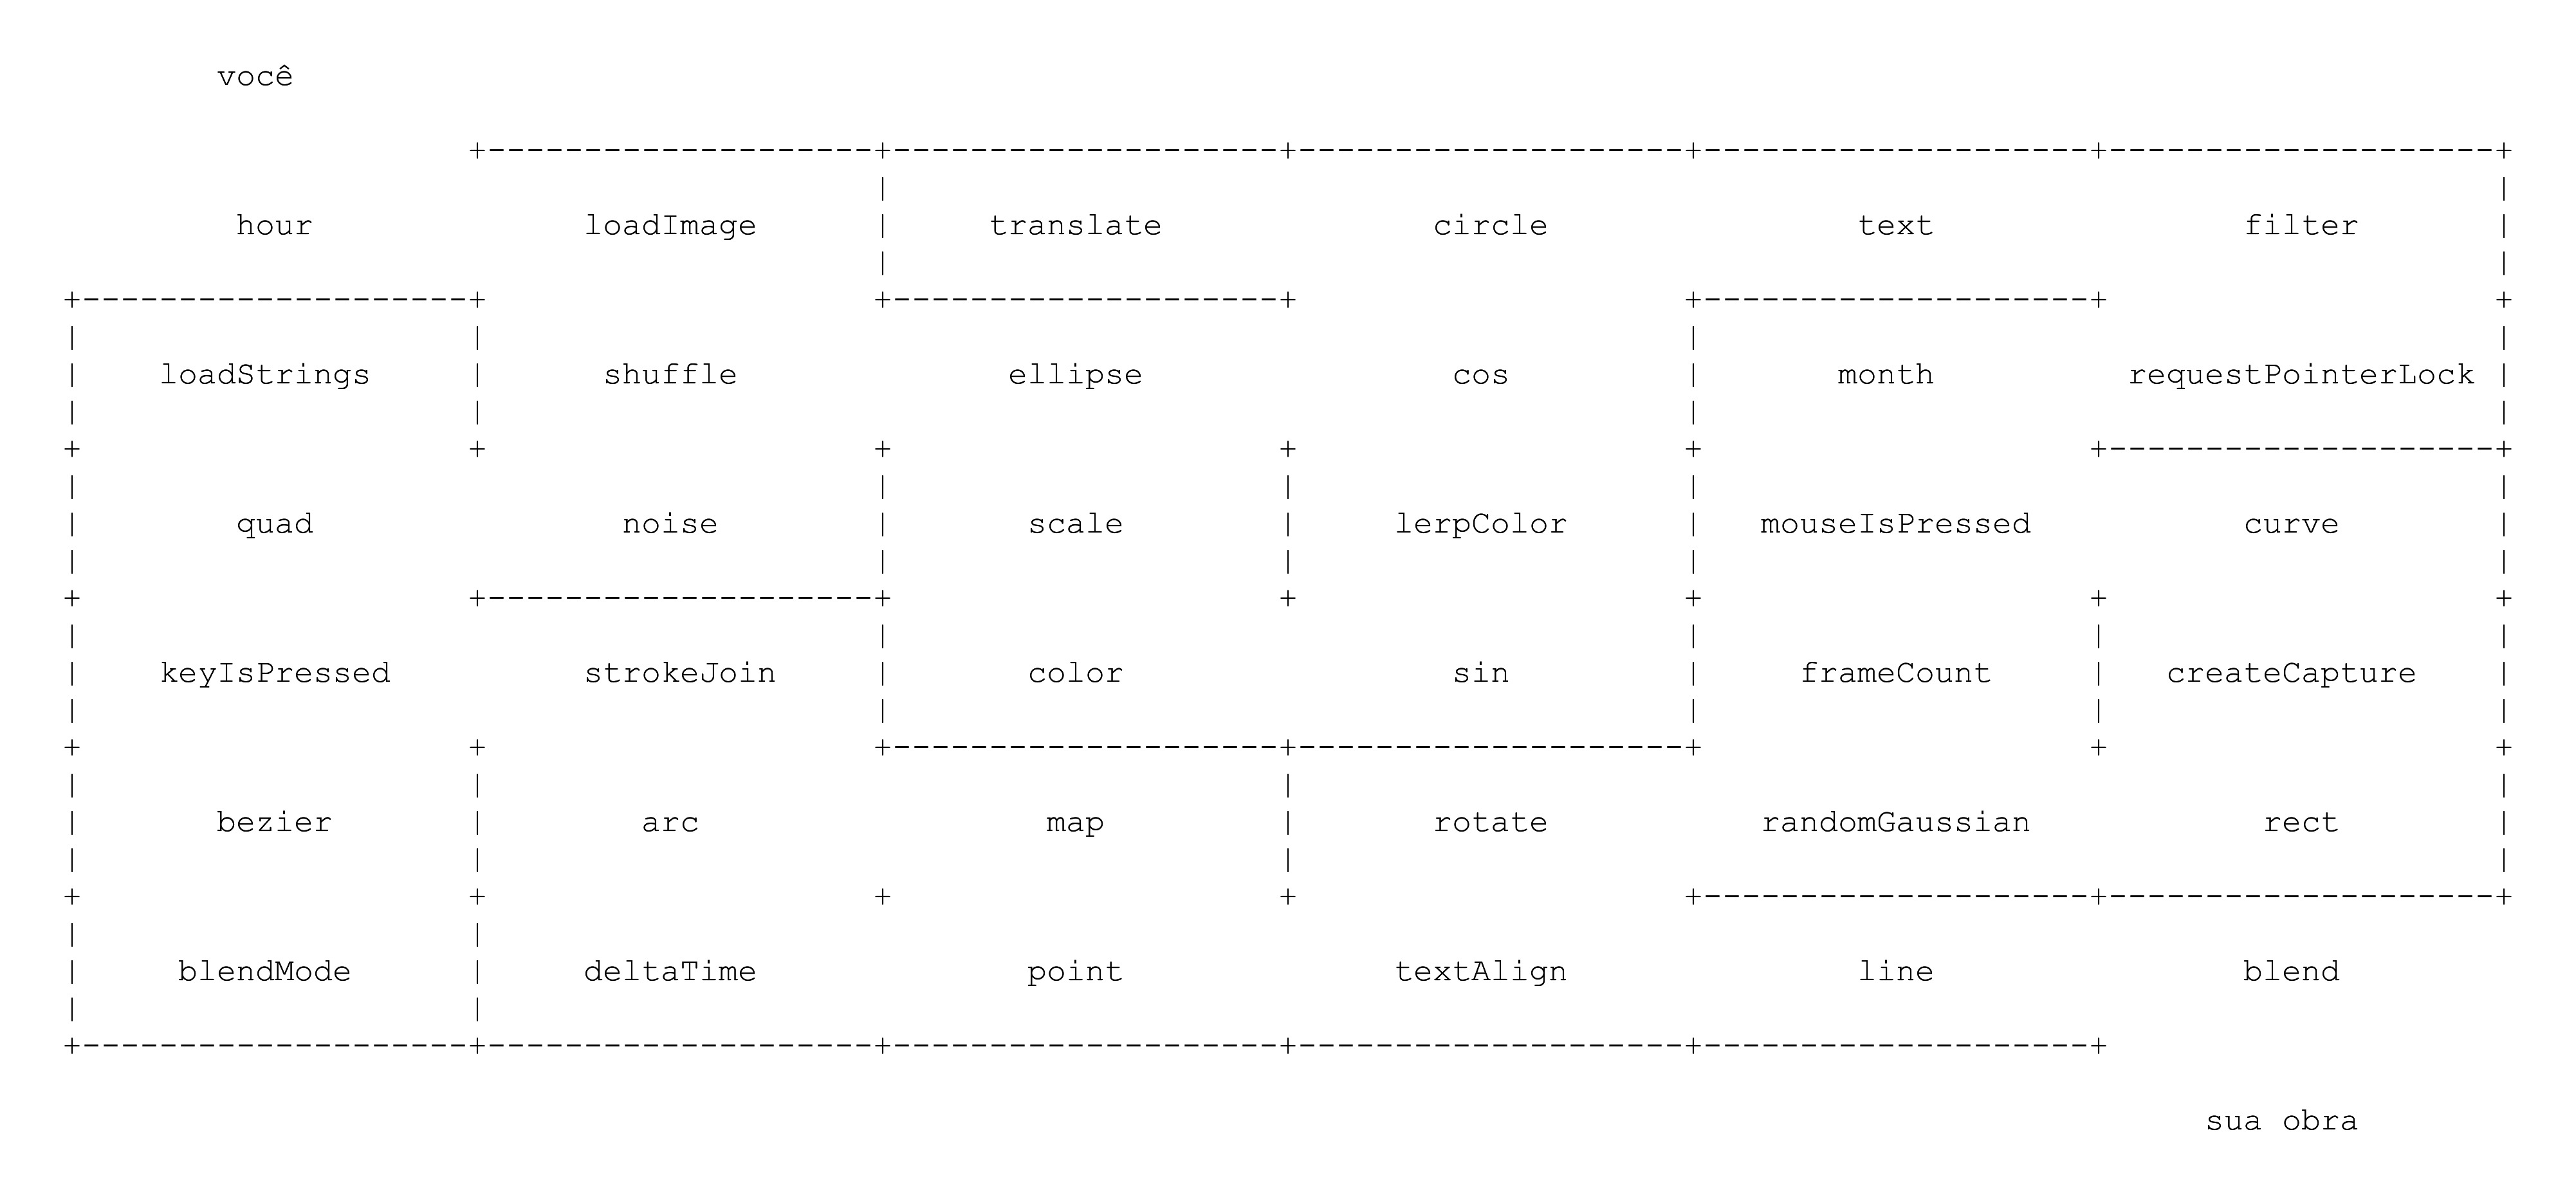 você
hour loadImage translate circle text filter
loadStrings shuffle ellipse cos month requestPointerLock
quad noise scale lerpColor mouseIsPressed curve
keyIsPressed strokeJoin color sin frameCount createCapture
bezier arc map rotate randomGaussian rect
blendMode deltaTime point textAlign line blend
sua obra